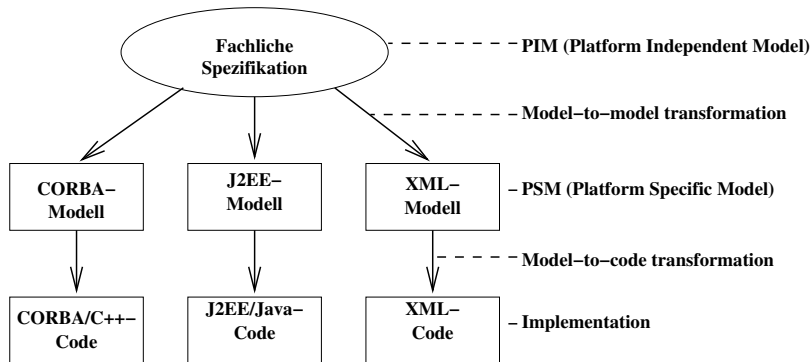 Fachliche
Spezifikation
PIM (Platform Independent Model)
Model−to−model transformation
CORBA−
Modell
J2EE−
Modell
XML−
Modell
PSM (Platform Specific Model)
Model−to−code transformation
CORBA/C++−
Code
J2EE/Java−
Code
XML−
Code
Implementation